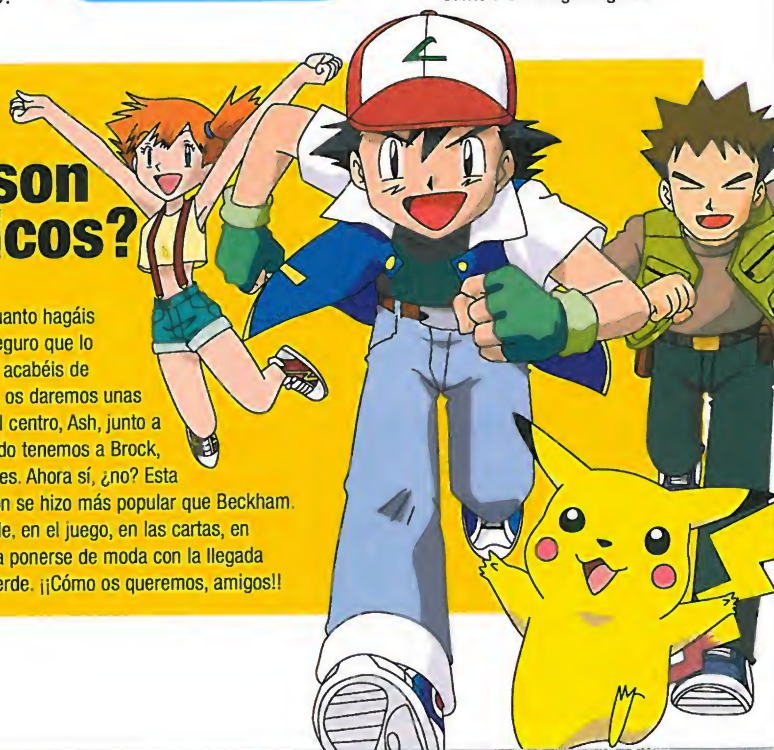 son
cos?
uanto hagáis
eguro que lo
acabéis de
os daremos unas
l centro, Ash, junto a
do tenemos a Brock,
es. Ahora sí, ¿no? Esta
n se hizo más popular que Beckham.
e, en el juego, en las cartas, en
a ponerse de moda con la llegada
erde. ¡¡Cómo os queremos, amigos!!